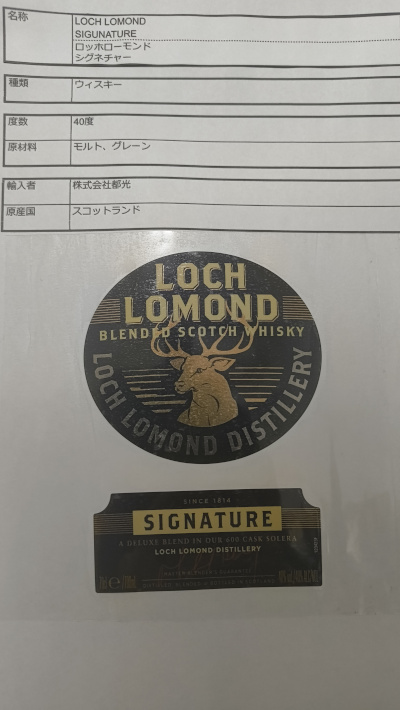 名称
LOCH LOMOND
SIGUNATURE
ロッホローモンド
シグネチャー
種類
ウィスキー
度数
40度
原材料
モルト、グレーン
輸入者
株式会社都光
原産国
スコットランド
LOCH
LOMOND
BLENDED SCOTCH WHISKY
LOCH LOMOND DISTILLERY
SINCE 1814
SIGNATURE
A DELUXE BLEND IN OUR 400 CASK SOLERA
LOCH LOMOND DISTILLERY